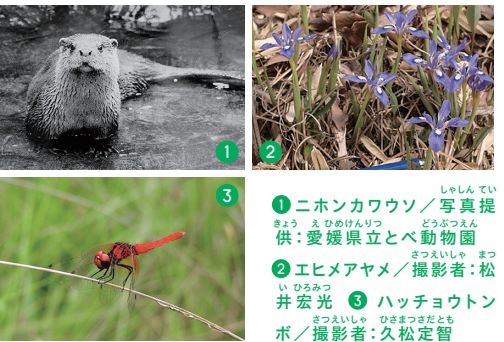 1
2
3
しゃしん てい
① ニホンカワウソ／写真提
きょう え ひめけんりつ どうぶつえん
供：愛媛県立とべ動物園
さつえいしゃ まつ
② エヒメアヤメ／撮影者：松
い ひろみつ
井宏光 ③ ハッチョウトン
さつえいしゃ ひさまつさだとも
ボ／撮影者：久松定智